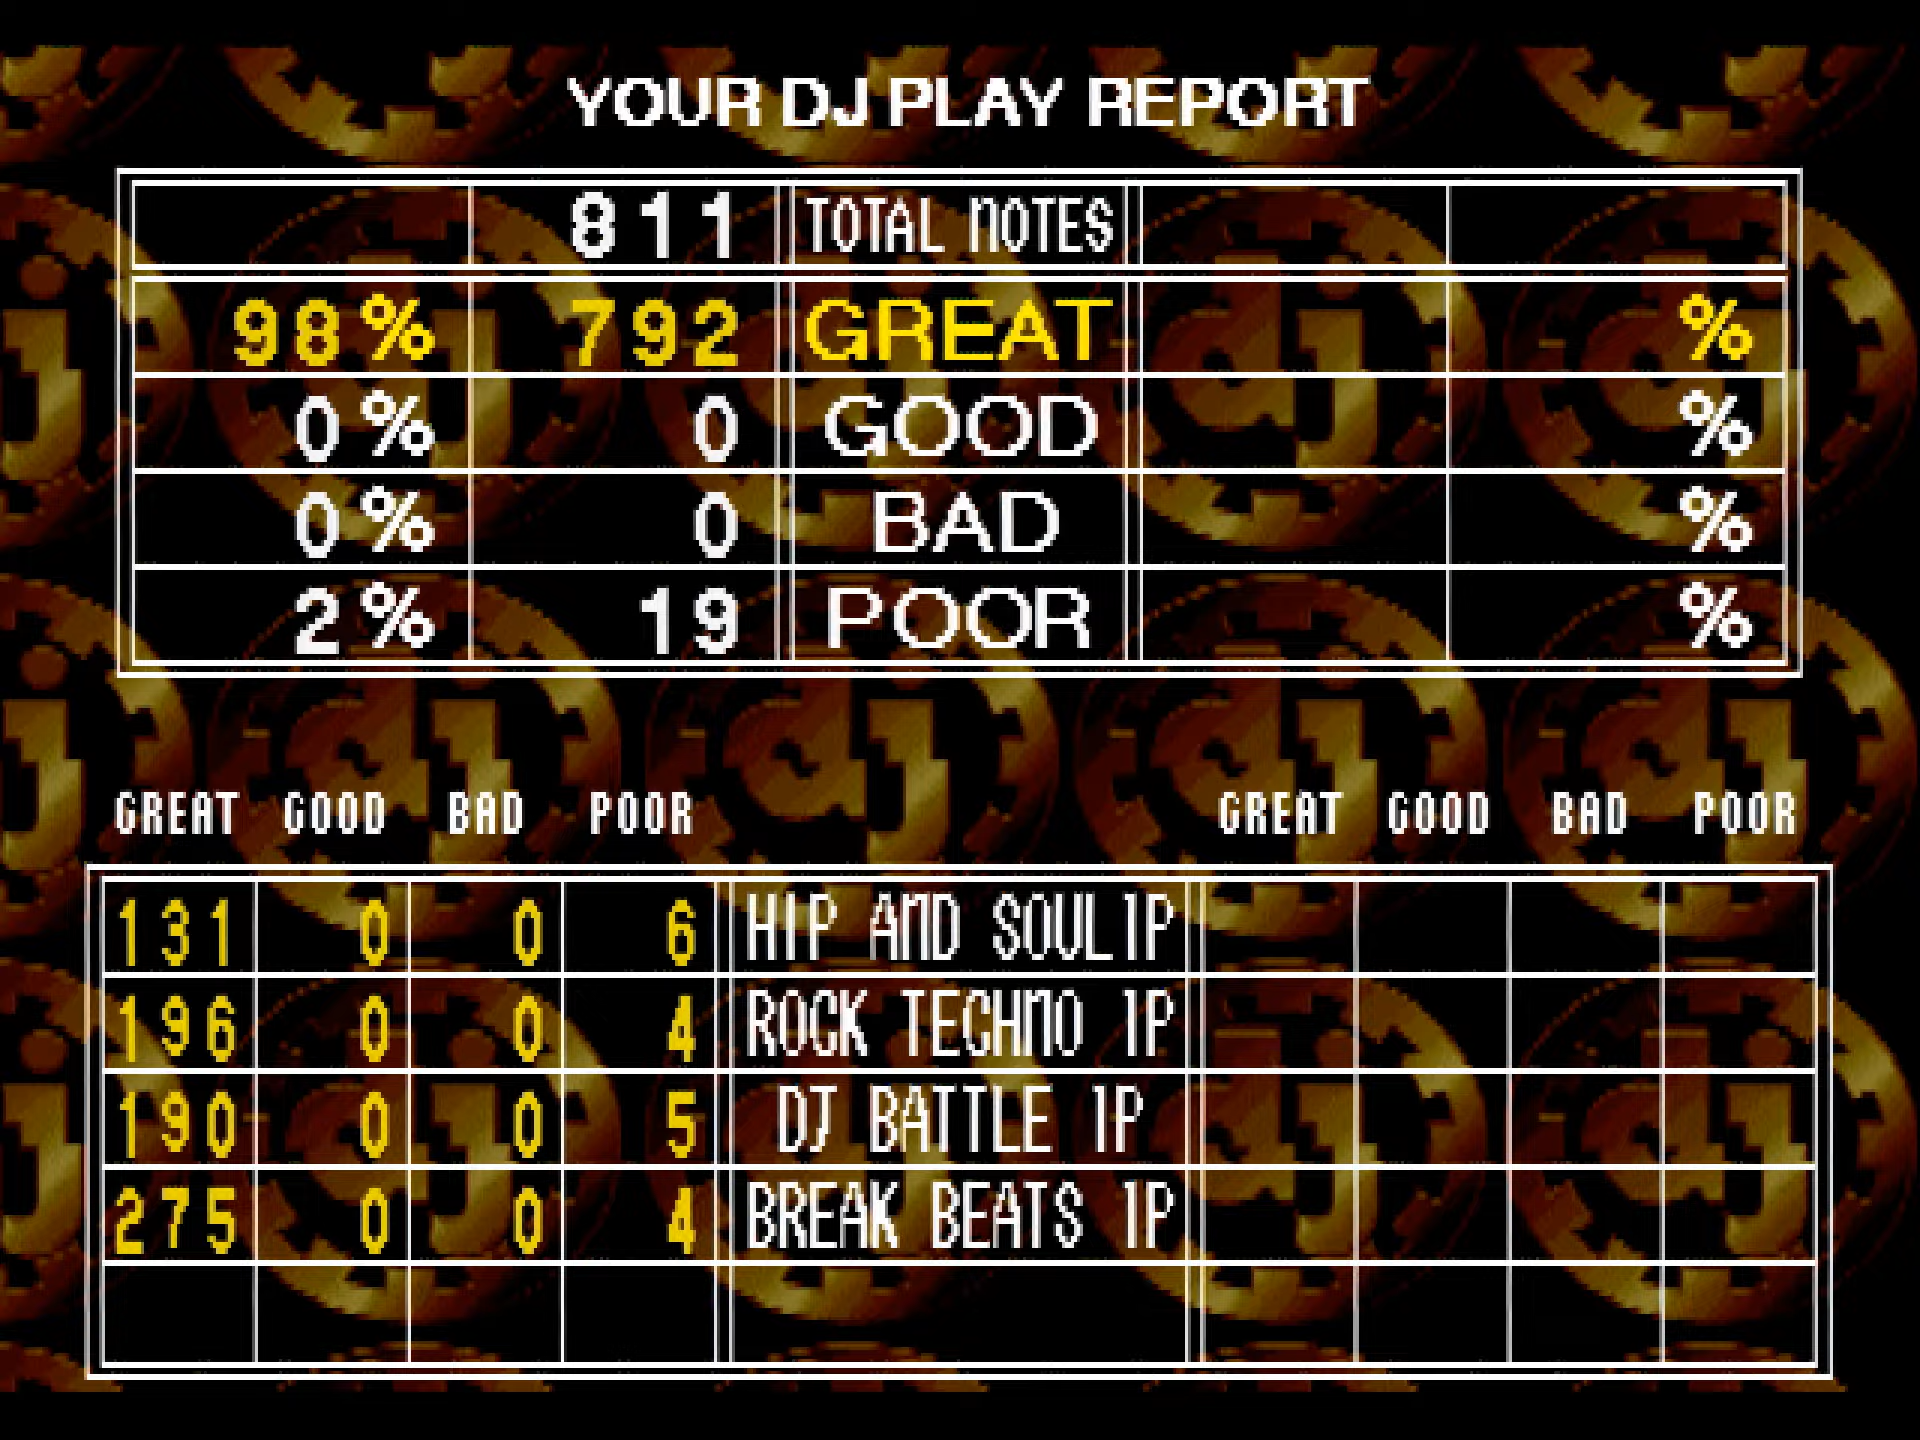 YOUR DJ PLAY REPORT
811 TOTAL NOTES
98% 792 GREAT %
0% 0 GOOD %
0% 0 BAD %
2% 19 POOR %
GREAT GOOD BAD POOR GREAT GOOD BAD POOR
131 0 0 6 HIP AND SOUL 1P
196 0 0 4 ROCK TECHNO 1P
190 0 0 5 DJ BATTLE 1P
275 0 0 4 BREAK BEATS 1P